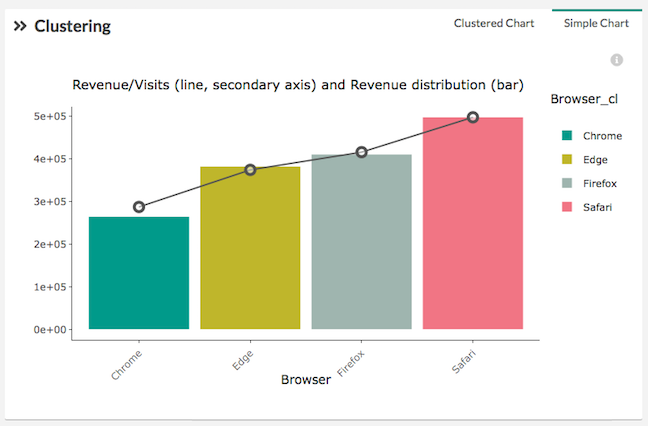 Clustering
Clustered Chart
Simple Chart
Revenue/Visits (line, secondary axis) and Revenue distribution (bar)
5e+05
4e+05
3e+05
2e+05
1e+05
0e+00
Chrome
Edge
Firefox
Safari
Browser
Browser_cl
Chrome
Edge
Firefox
Safari